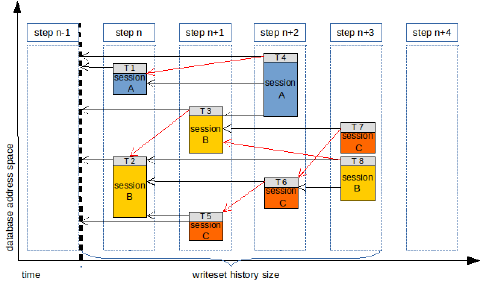 step n-1
step n
step n+1
step n+2
step n+3
step n+4
T 1
session
A
T 4
session
A
T 3
session
B
T 7
session
C
T 2
session
B
T 8
session
B
T 6
session
C
T 5
session
C
database address space
time
writeset history size